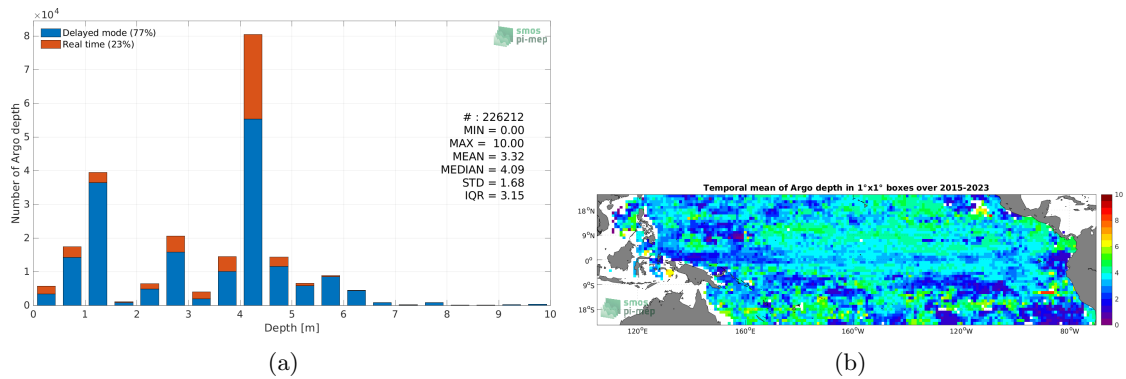 ×10⁴
8
7
6
5
4
3
2
1
0
Number of Argo depth
Delayed mode (77%)
Real time (23%)
smos
pi-mep
# : 226212
MIN = 0.00
MAX = 10.00
MEAN = 3.32
MEDIAN = 4.09
STD = 1.68
IQR = 3.15
0 1 2 3 4 5 6 7 8 9 10
Depth [m]
(a)
Temporal mean of Argo depth in 1°x1° boxes over 2015-2023
18°N
9°N
0°
9°S
18°S
smos
pi-mep
120°E 160°E 160°W 120°W 80°W
10
8
6
4
2
0
(b)